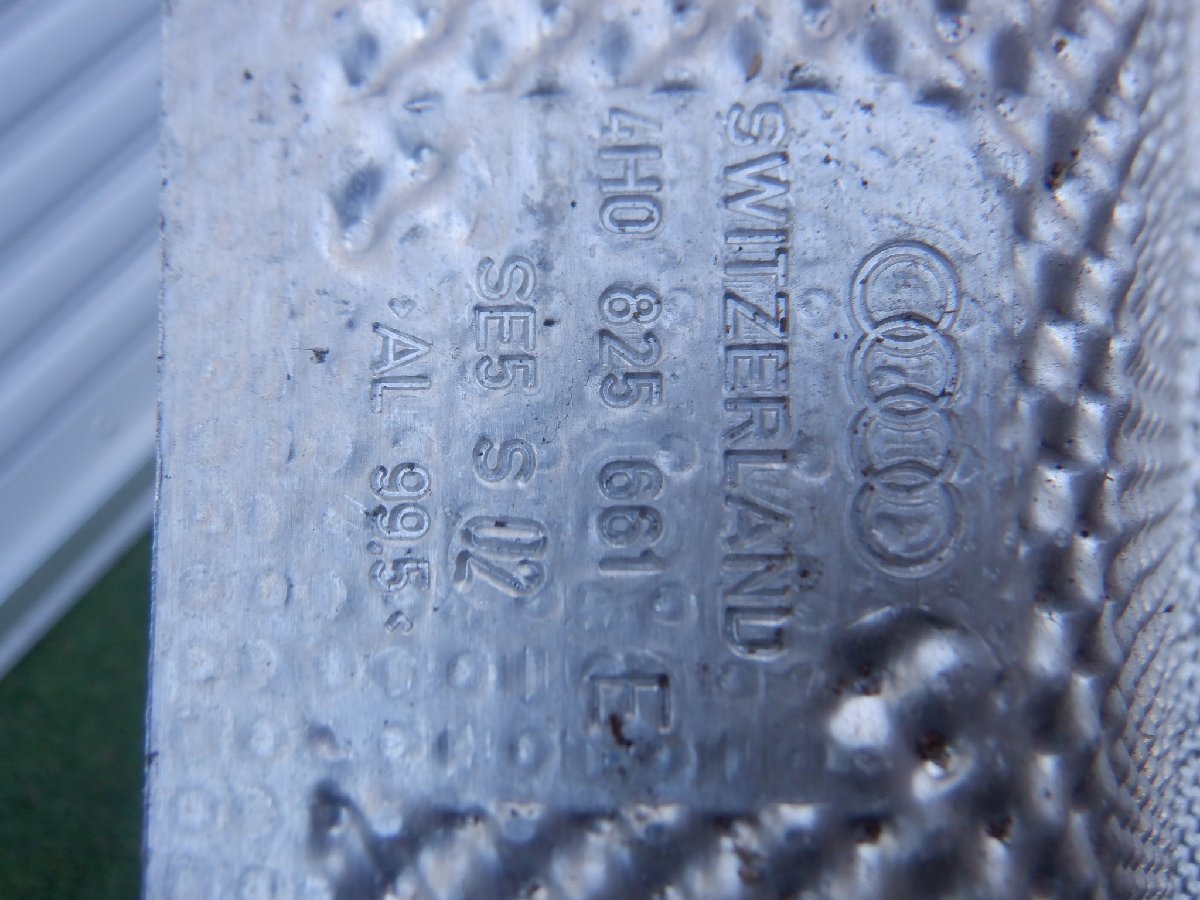 SWITZERLAND
4H0 825 661 E
SE5 S 02
>AL 99.5<